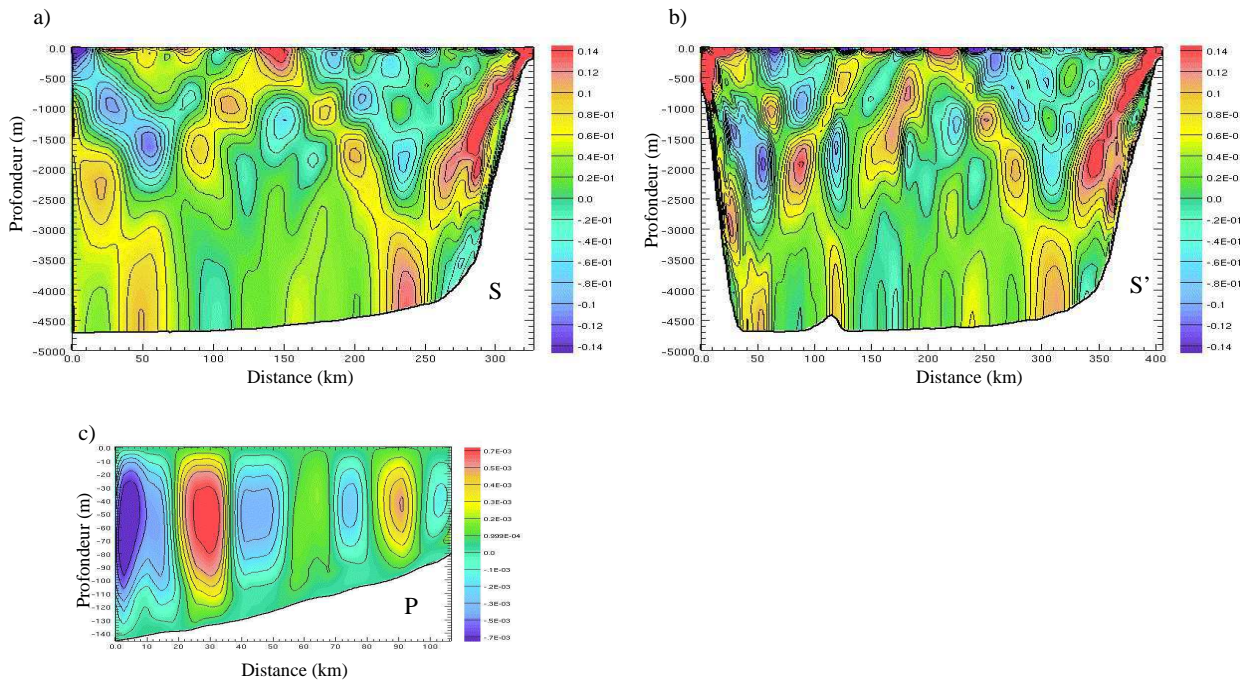 a)
0.0
-500
-1000
-1500
-2000
-2500
-3000
-3500
-4000
-4500
-5000
Profondeur (m)
0
50
100
150
200
250
300
Distance (km)
S
0.14
0.12
0.1
0.8E-01
0.6E-01
0.4E-01
0.2E-01
0.0
-.2E-01
-.4E-01
-.6E-01
-.8E-01
-0.1
-0.12
-0.14
b)
0.0
-500
-1000
-1500
-2000
-2500
-3000
-3500
-4000
-4500
-5000
Profondeur (m)
0.0
50
100
150
200
250
300
350
400
Distance (km)
S'
0.14
0.12
0.1
0.8E-01
0.6E-01
0.4E-01
0.2E-01
0.0
-.2E-01
-.4E-01
-.6E-01
-.8E-01
-0.1
-0.12
-0.14
c)
0.0
-10
-20
-30
-40
-50
-60
-70
-80
-90
-100
-110
-120
-130
-140
Profondeur (m)
0.0
10
20
30
40
50
60
70
80
90
100
Distance (km)
P
0.7E-03
0.5E-03
0.4E-03
0.2E-03
0.999E-04
0.0
-.1E-03
-.3E-03
-.4E-03
-.5E-03
-.7E-03